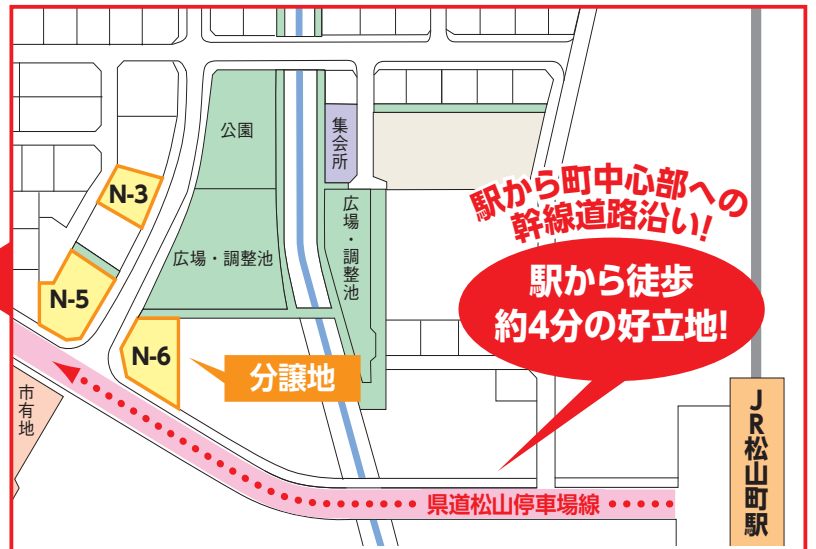 公園
集会所
N-3
駅から町中心部への
幹線道路沿い!
広場・調整池
広場・調整池
駅から徒歩
約4分の好立地!
N-5
N-6
分譲地
市有地
JR松山町駅
県道松山停車場線